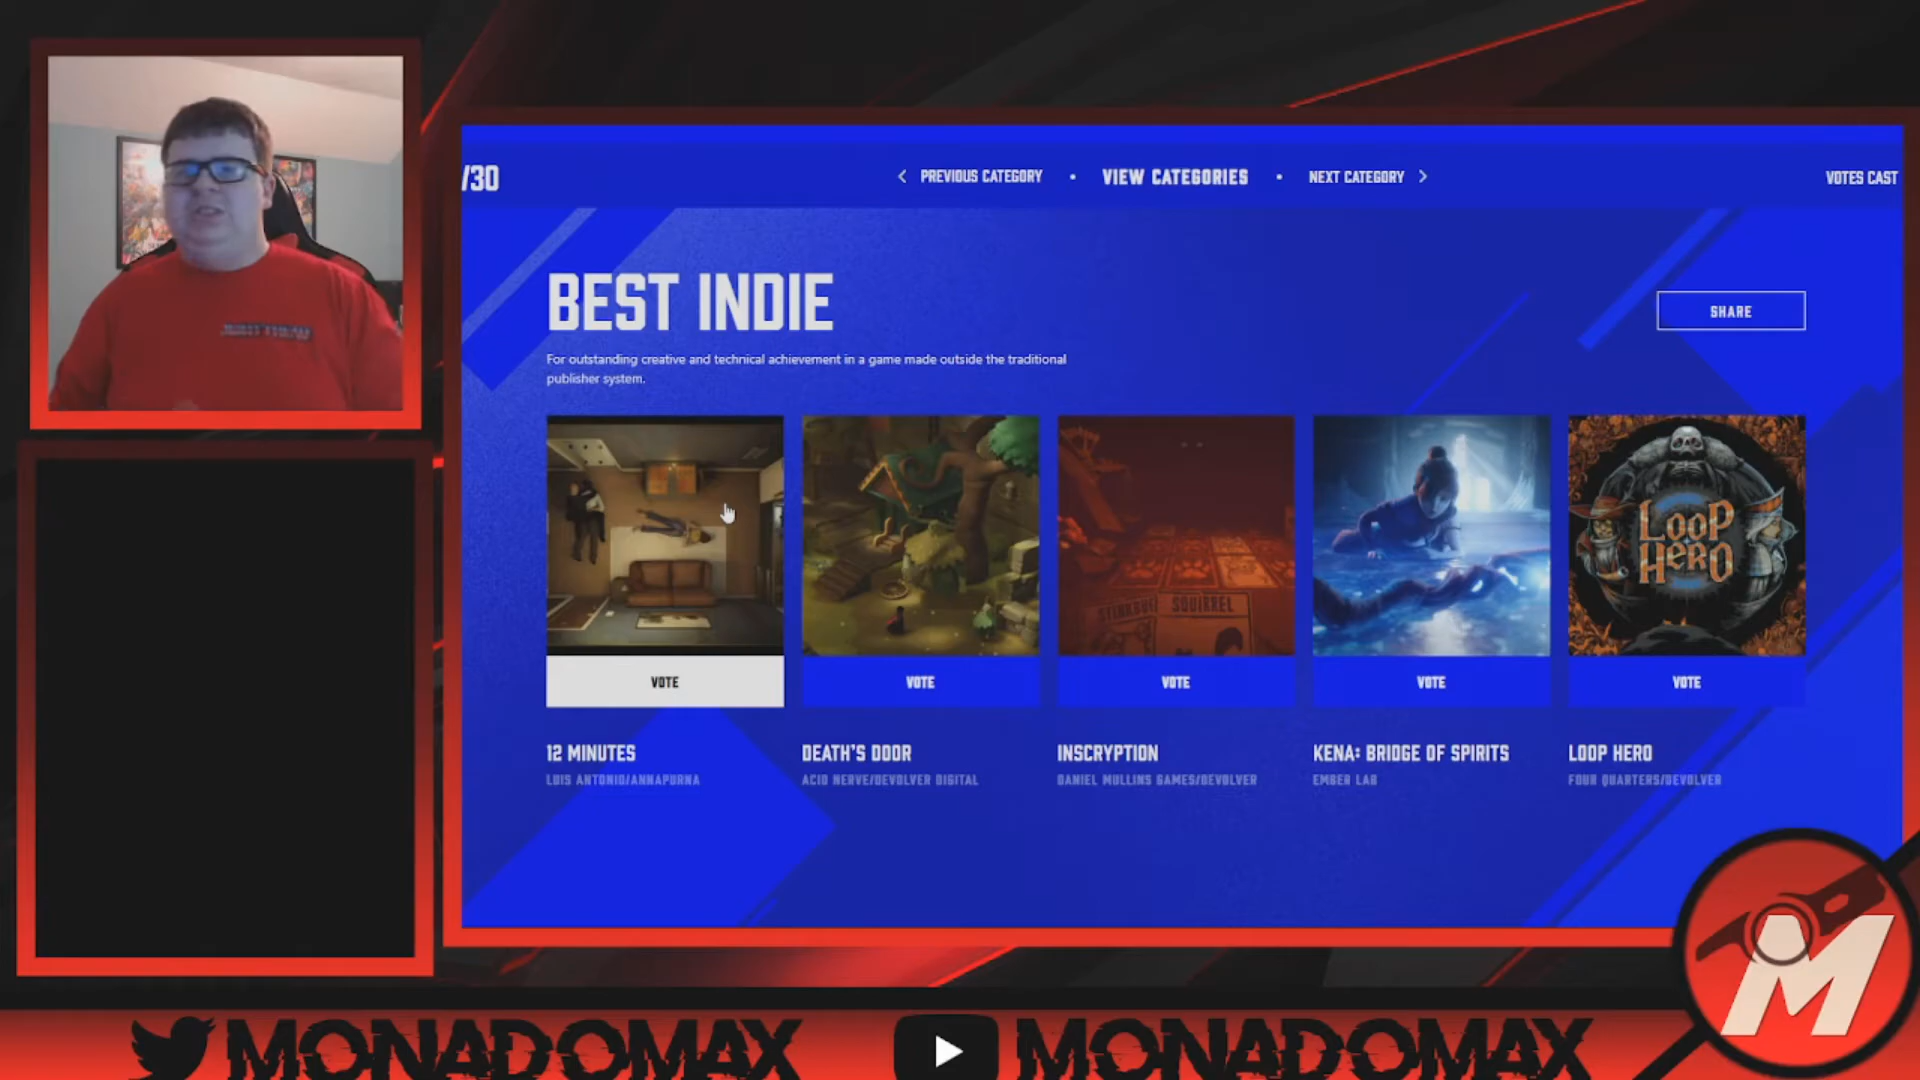 /30
PREVIOUS CATEGORY
VIEW CATEGORIES
NEXT CATEGORY
VOTES CAST
BEST INDIE
SHARE
For outstanding creative and technical achievement in a game made outside the traditional
publisher system.
SQUIRREL
LOOP
HERO
VOTE
VOTE
VOTE
VOTE
VOTE
12 MINUTES
LUIS ANTONIO/ANNAPURNA
DEATH'S DOOR
ACID NERVE/DEVOLVER DIGITAL
INSCRYPTION
DANIEL MULLINS GAMES/DEVOLVER
KENA: BRIDGE OF SPIRITS
EMBER LAB
LOOP HERO
FOUR QUARTERS/DEVOLVER
M
MONADOMAX
MONADOMAX